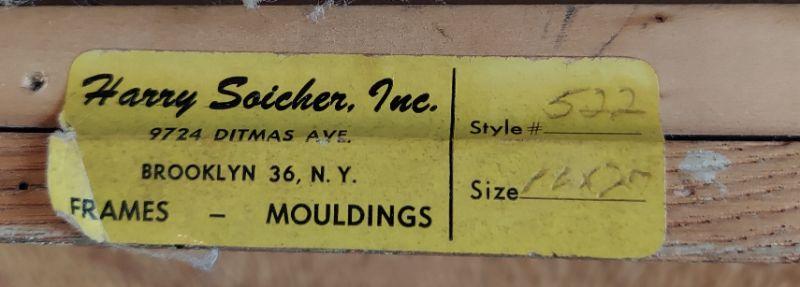 Harry Soicher, Inc.
9724 DITMAS AVE.
BROOKLYN 36, N. Y.
FRAMES – MOULDINGS
Style # 522
Size